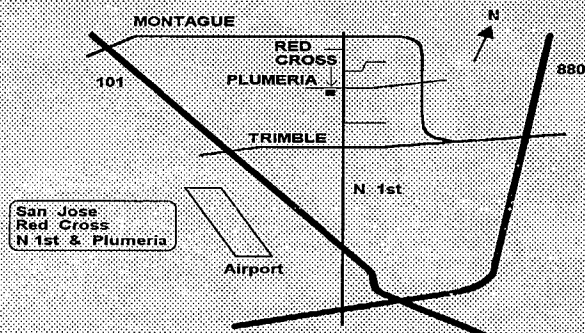 MONTAGUE
N
RED
CROSS
101
PLUMERIA
880
TRIMBLE
N 1st
San Jose
Red Cross
N 1st & Plumeria
Airport